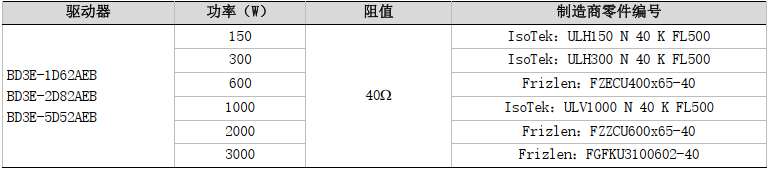 驱动器 功率（W） 阻值 制造商零件编号
150 IsoTek: ULH150 N 40 K FL500
300 IsoTek: ULH300 N 40 K FL500
BD3E-1D62AEB
BD3E-2D82AEB
BD3E-5D52AEB
600 Frizlen: FZECU400x65-40
40Ω
1000 IsoTek: ULV1000 N 40 K FL500
2000 Frizlen: FZZCU600x65-40
3000 Frizlen: FGFKU3100602-40